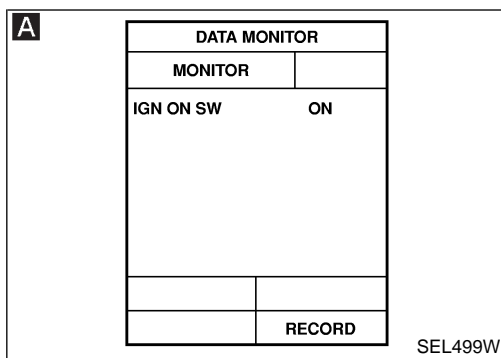 A
DATA MONITOR
MONITOR
IGN ON SW ON
RECORD
SEL499W